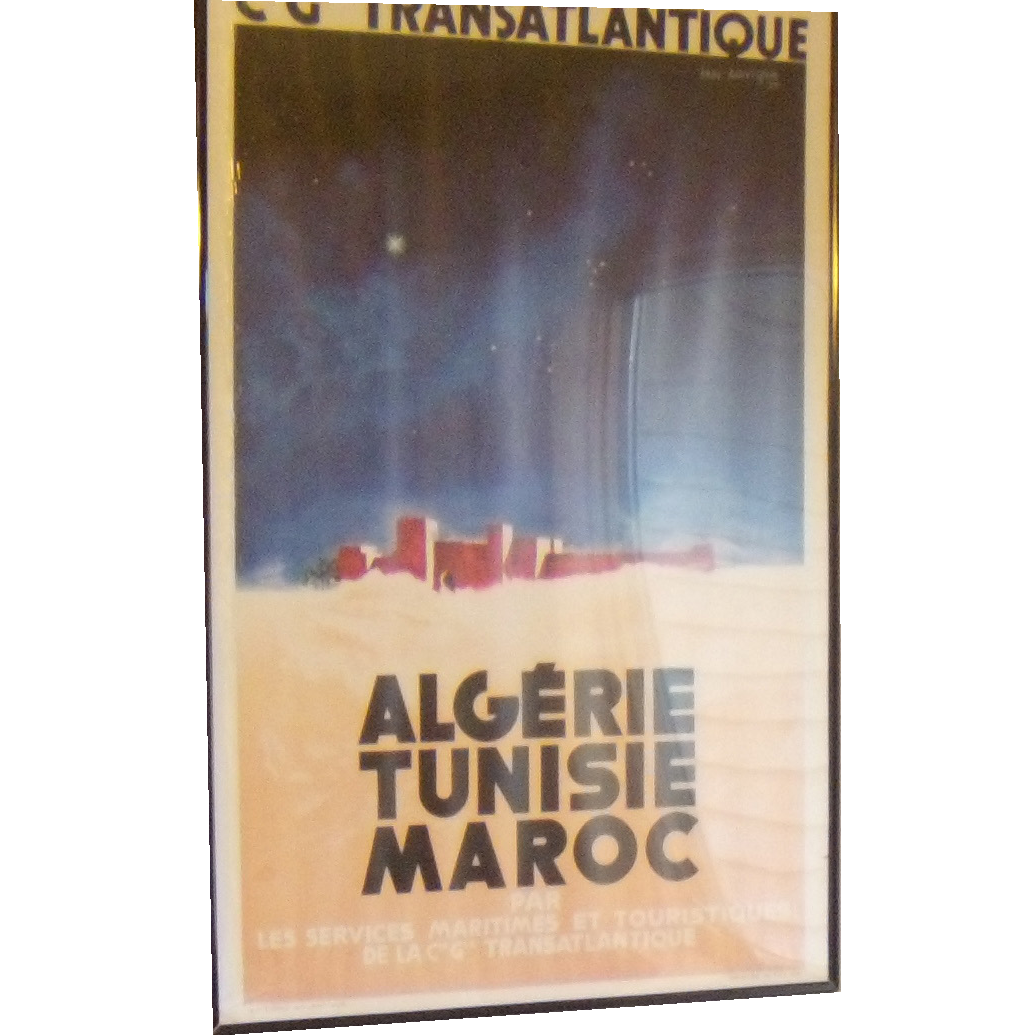 Cᴵᴱ Gᴸᴱ TRANSATLANTIQUE
ALGÉRIE
TUNISIE
MAROC
PAR
LES SERVICES MARITIMES ET TOURISTIQUES
DE LA Cᴵᴱ Gᴸᴱ TRANSATLANTIQUE